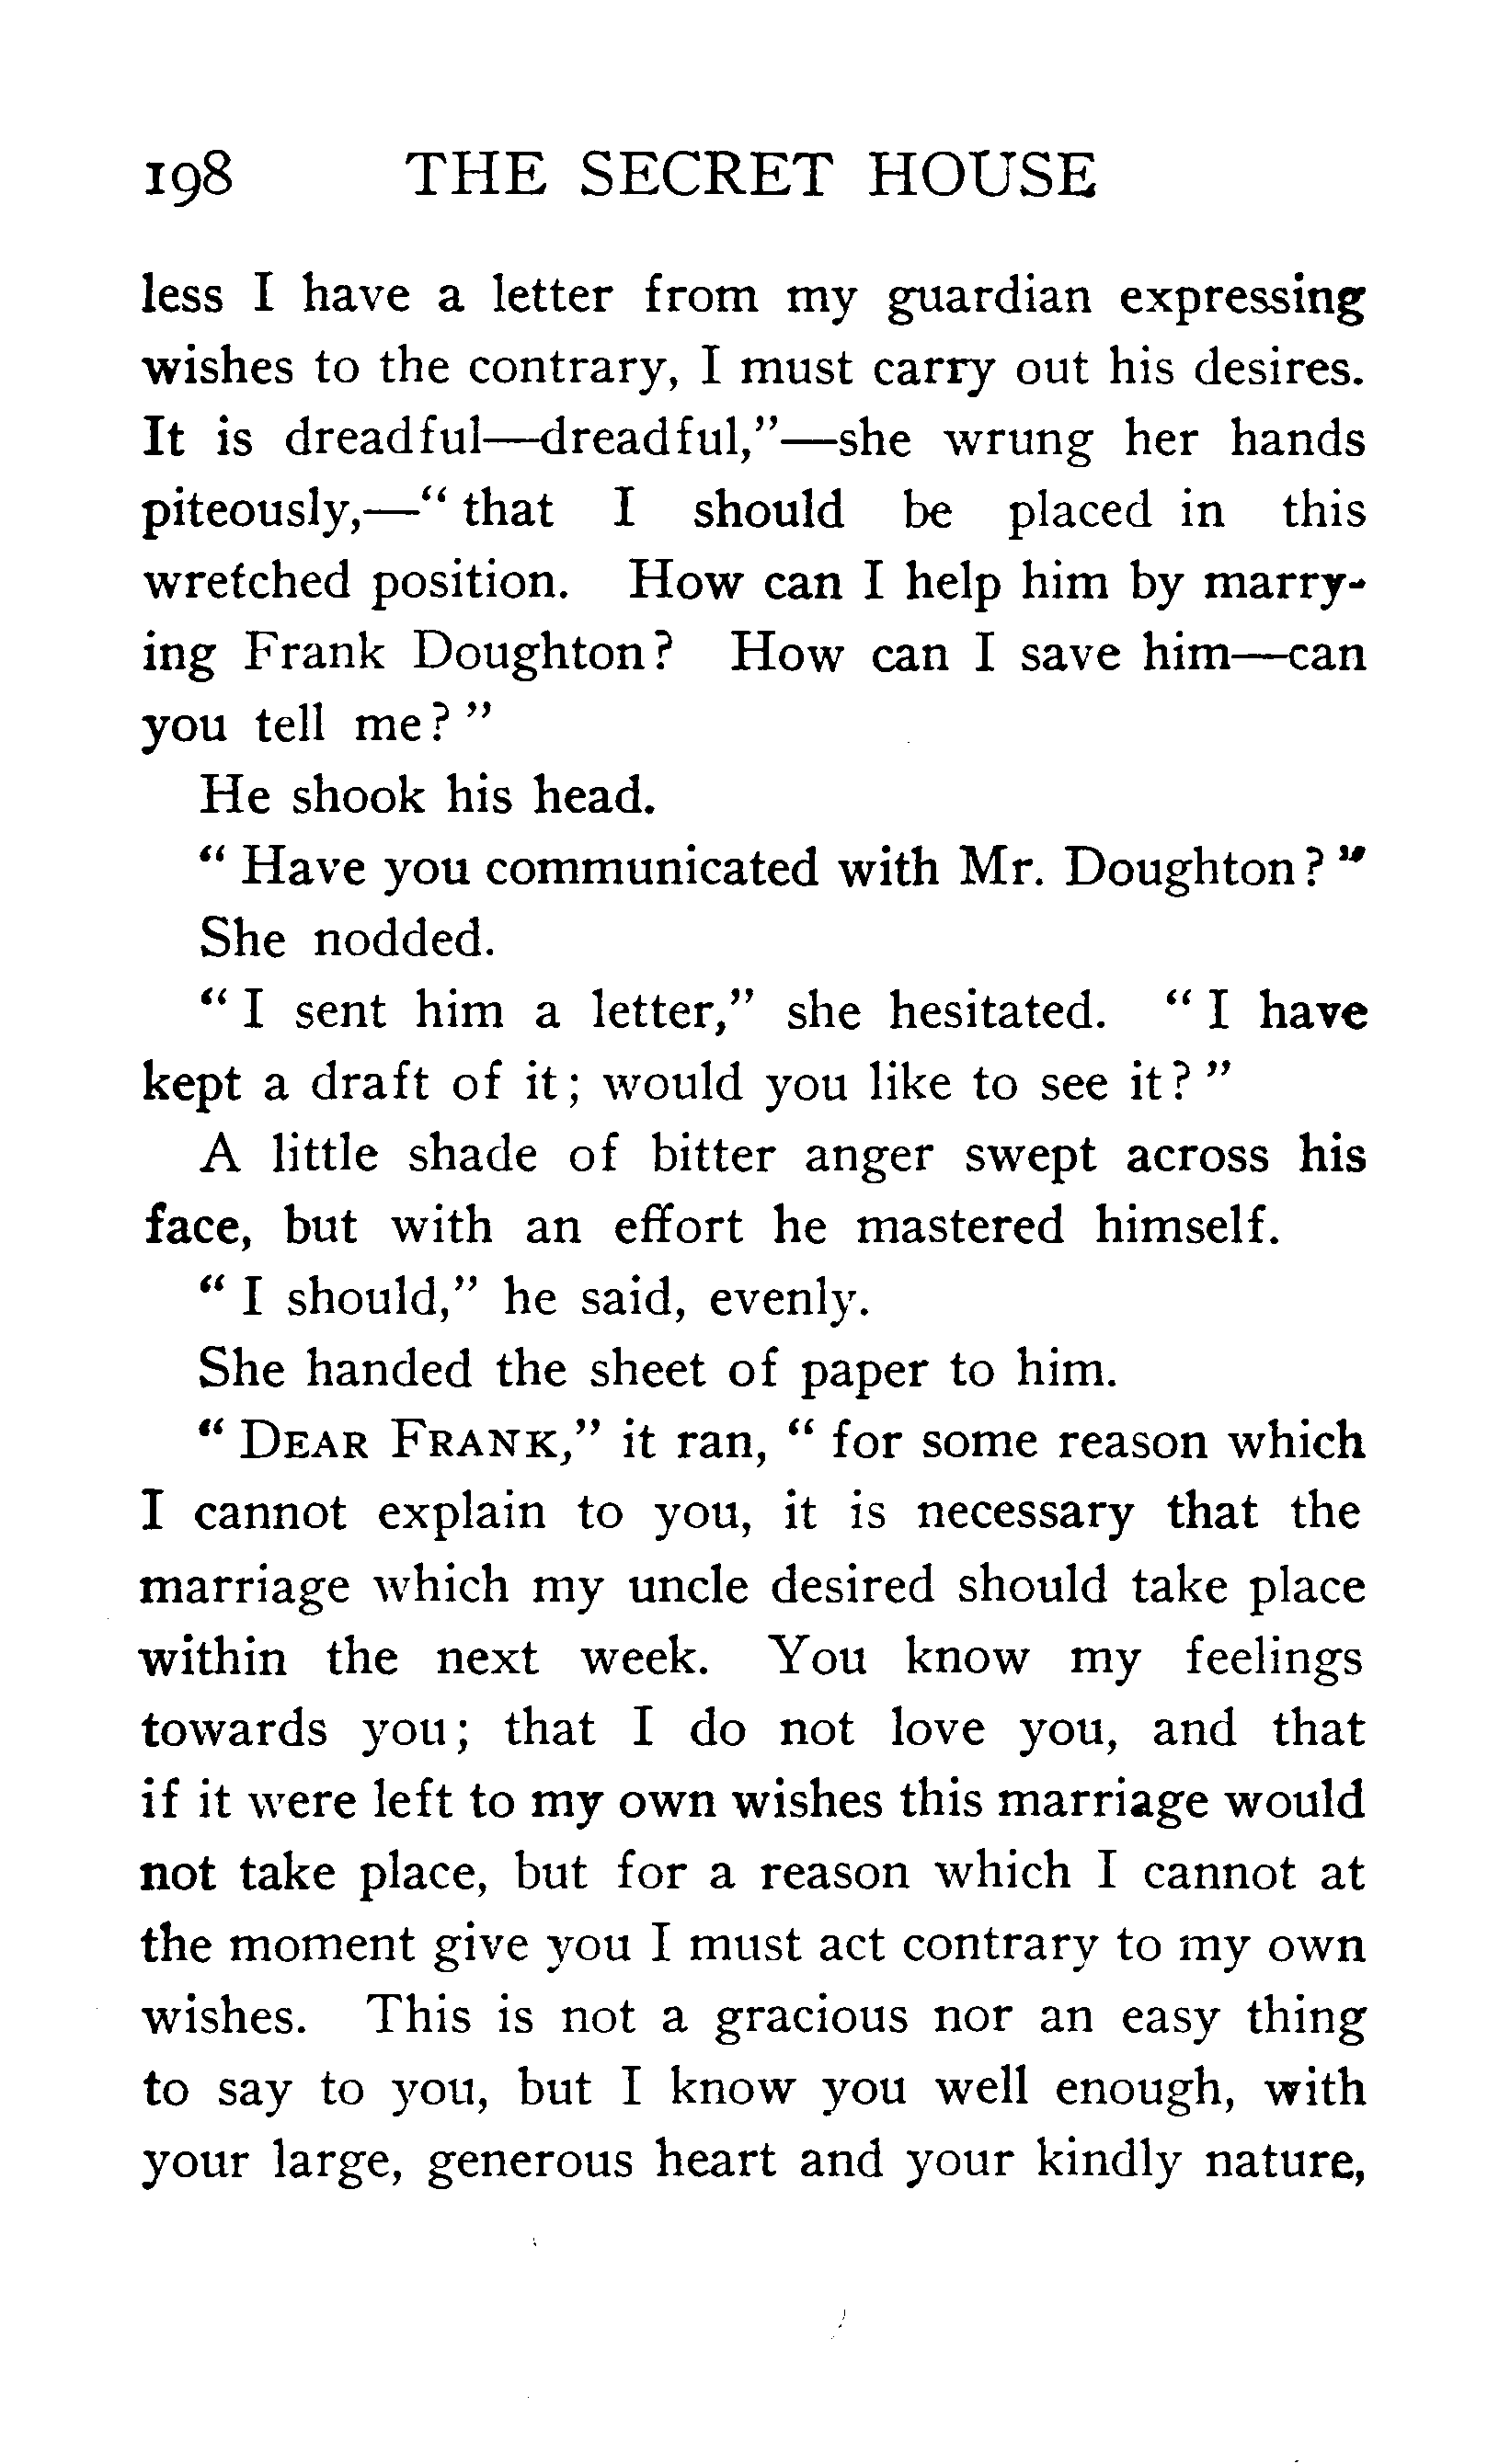 198 THE SECRET HOUSE
less I have a letter from my guardian expressing
wishes to the contrary, I must carry out his desires.
It is dreadful—dreadful,”—she wrung her hands
piteously,—“ that I should be placed in this
wretched position. How can I help him by marry-
ing Frank Doughton? How can I save him—can
you tell me? ”
He shook his head.
“ Have you communicated with Mr. Doughton? ”
She nodded.
“ I sent him a letter,” she hesitated. “ I have
kept a draft of it; would you like to see it? ”
A little shade of bitter anger swept across his
face, but with an effort he mastered himself.
“ I should,” he said, evenly.
She handed the sheet of paper to him.
“ DEAR FRANK,” it ran, “ for some reason which
I cannot explain to you, it is necessary that the
marriage which my uncle desired should take place
within the next week. You know my feelings
towards you; that I do not love you, and that
if it were left to my own wishes this marriage would
not take place, but for a reason which I cannot at
the moment give you I must act contrary to my own
wishes. This is not a gracious nor an easy thing
to say to you, but I know you well enough, with
your large, generous heart and your kindly nature,